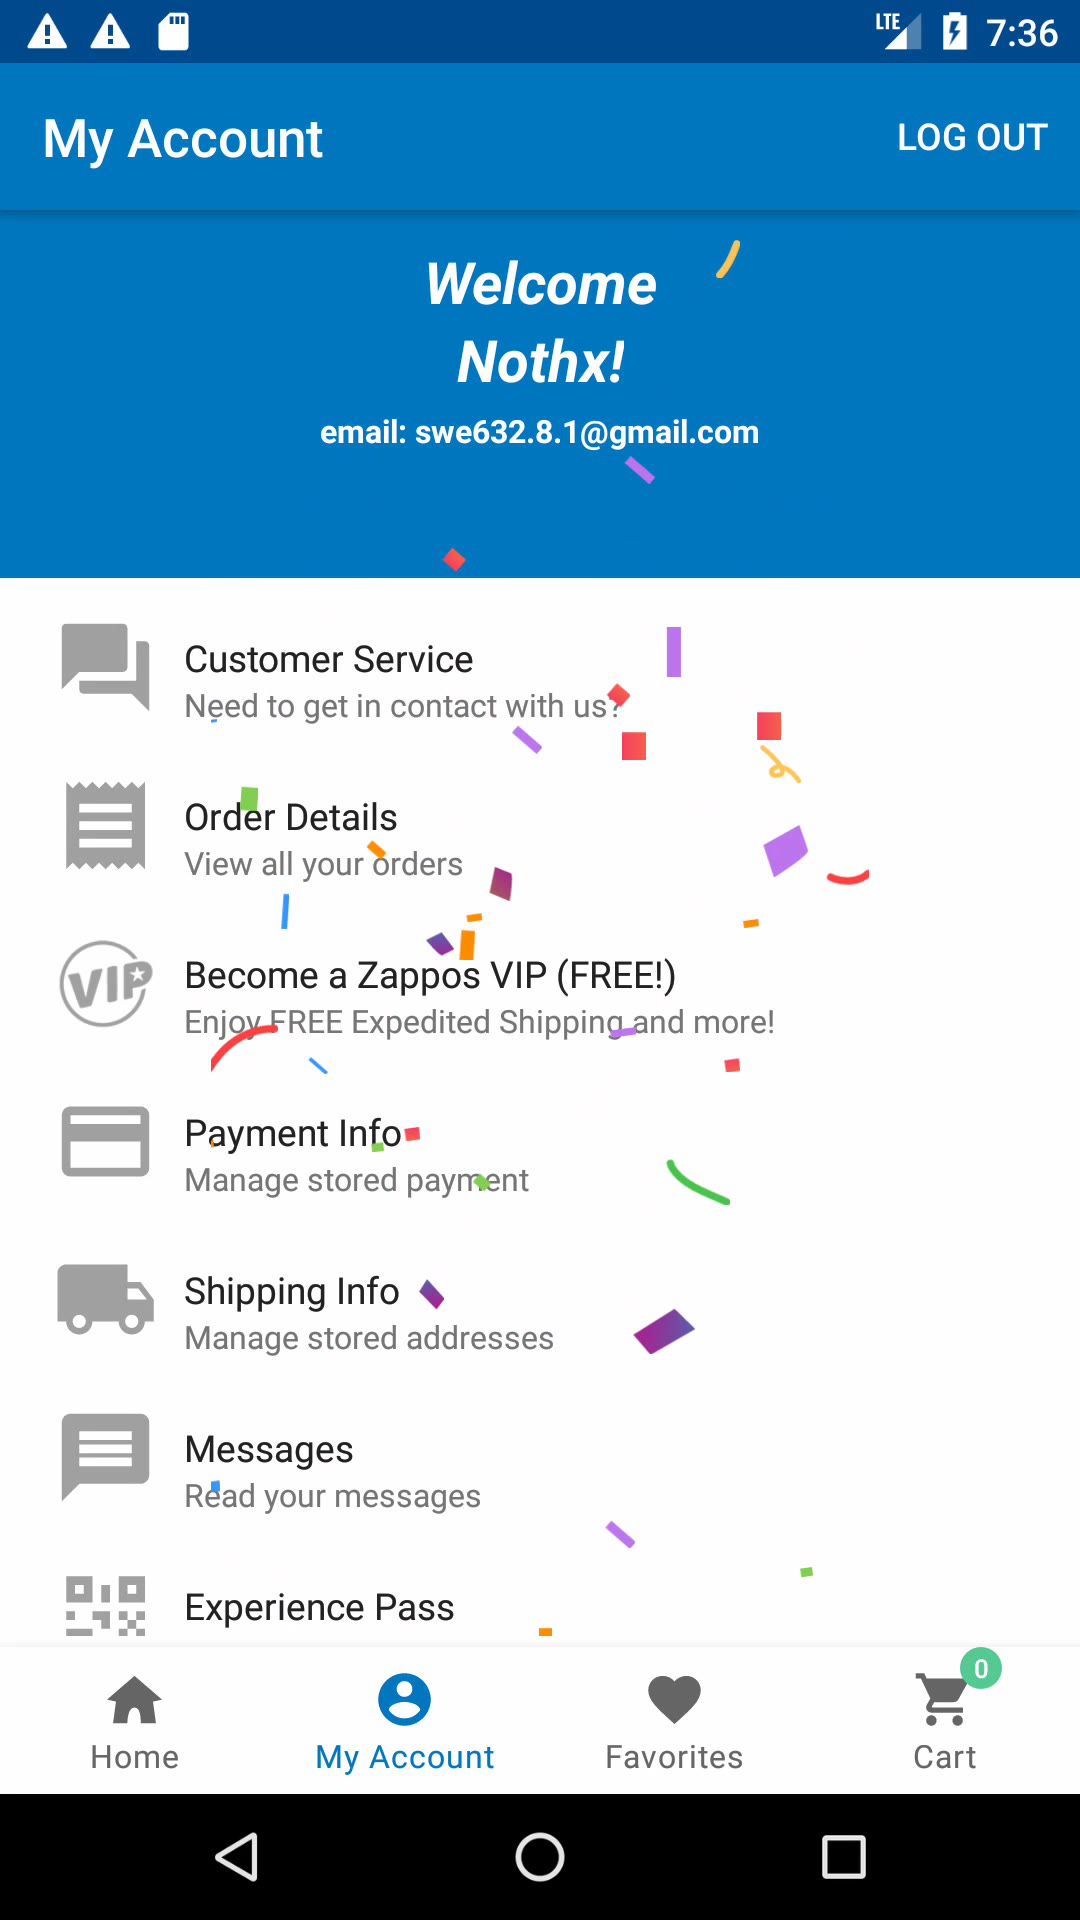 LTE 7:36
My Account LOG OUT
Welcome
Nothx!
email: swe632.8.1@gmail.com
Customer Service
Need to get in contact with us?
Order Details
View all your orders
VIP
Become a Zappos VIP (FREE!)
Enjoy FREE Expedited Shipping and more!
Payment Info
Manage stored payment
Shipping Info
Manage stored addresses
Messages
Read your messages
Experience Pass
0
Home My Account Favorites Cart